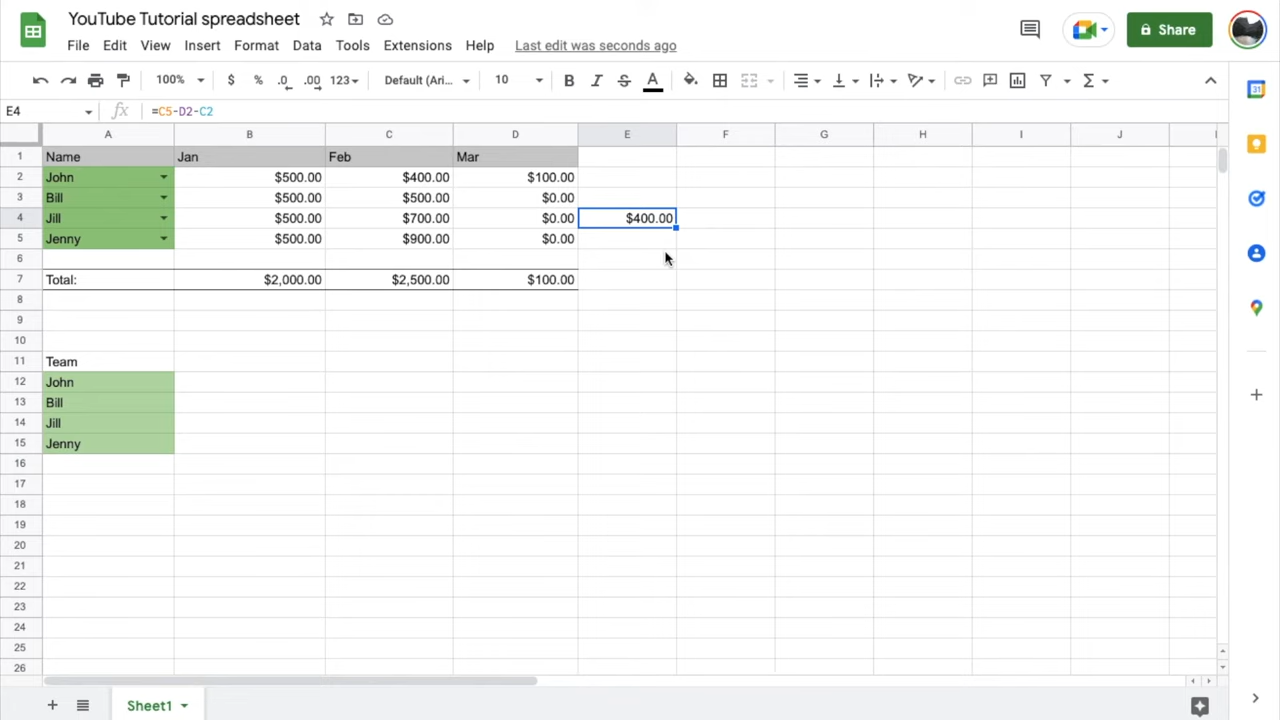 YouTube Tutorial spreadsheet
File Edit View Insert Format Data Tools Extensions Help Last edit was seconds ago
Share
100% $ % .0 .00 123 Default (Ari... 10 B I S A Σ
E4 fx =C5-D2-C2
A B C D E F G H I J
1 Name Jan Feb Mar
2 John $500.00 $400.00 $100.00
3 Bill $500.00 $500.00 $0.00
4 Jill $500.00 $700.00 $0.00 $400.00
5 Jenny $500.00 $900.00 $0.00
6
7 Total: $2,000.00 $2,500.00 $100.00
8
9
10
11 Team
12 John
13 Bill
14 Jill
15 Jenny
16
17
18
19
20
21
22
23
24
25
26
Sheet1
31